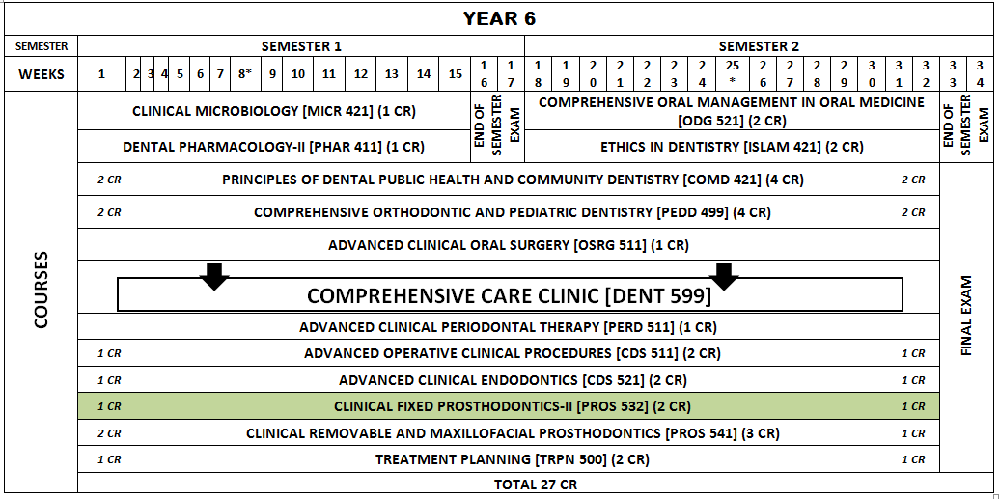 YEAR 6
SEMESTER SEMESTER 1 SEMESTER 2
WEEKS 1 2 3 4 5 6 7 8* 9 10 11 12 13 14 15 16 17 18 19 20 21 22 23 24 25* 26 27 28 29 30 31 32 33 34
COURSES
CLINICAL MICROBIOLOGY [MICR 421] (1 CR)
DENTAL PHARMACOLOGY-II [PHAR 411] (1 CR)
END OF
SEMESTER
EXAM
COMPREHENSIVE ORAL MANAGEMENT IN ORAL MEDICINE
[ODG 521] (2 CR)
ETHICS IN DENTISTRY [ISLAM 421] (2 CR)
END OF
SEMESTER
EXAM
2 CR PRINCIPLES OF DENTAL PUBLIC HEALTH AND COMMUNITY DENTISTRY [COMD 421] (4 CR) 2 CR
2 CR COMPREHENSIVE ORTHODONTIC AND PEDIATRIC DENTISTRY [PEDD 499] (4 CR) 2 CR
ADVANCED CLINICAL ORAL SURGERY [OSRG 511] (1 CR)
COMPREHENSIVE CARE CLINIC [DENT 599]
FINAL EXAM
ADVANCED CLINICAL PERIODONTAL THERAPY [PERD 511] (1 CR)
1 CR ADVANCED OPERATIVE CLINICAL PROCEDURES [CDS 511] (2 CR) 1 CR
1 CR ADVANCED CLINICAL ENDODONTICS [CDS 521] (2 CR) 1 CR
1 CR CLINICAL FIXED PROSTHODONTICS-II [PROS 532] (2 CR) 1 CR
2 CR CLINICAL REMOVABLE AND MAXILLOFACIAL PROSTHODONTICS [PROS 541] (3 CR) 1 CR
1 CR TREATMENT PLANNING [TRPN 500] (2 CR) 1 CR
TOTAL 27 CR